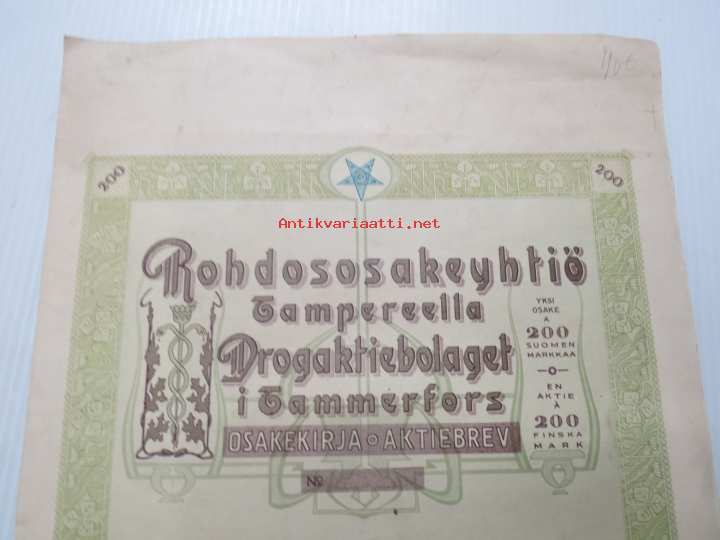 400
200
200
Antikvariaatti.net
Rohdososakeyhtiö
Tampereella
Drogaktiebolaget
i Tammerfors
OSAKEKIRJA ∘ AKTIEBREV
No
YKSI
OSAKE
A
200
SUOMEN
MARKKAA
EN
AKTIE
À
200
FINSKA
MARK